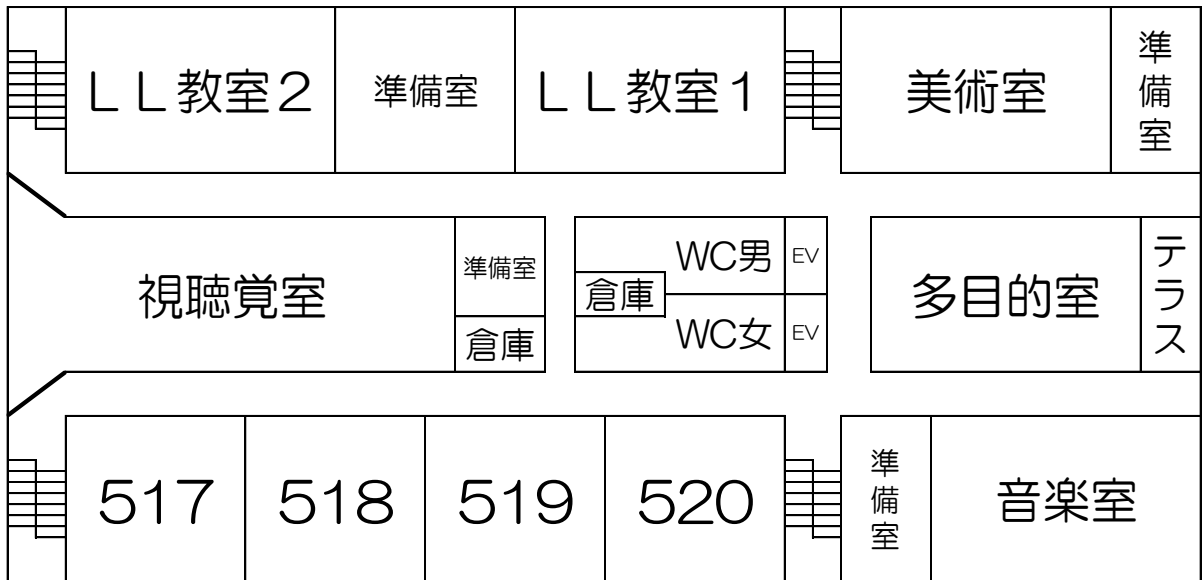 ＬＬ教室２
準備室
ＬＬ教室１
美術室
準備室
視聴覚室
準備室
倉庫
倉庫
WC男
EV
WC女
EV
多目的室
テラス
517
518
519
520
準備室
音楽室